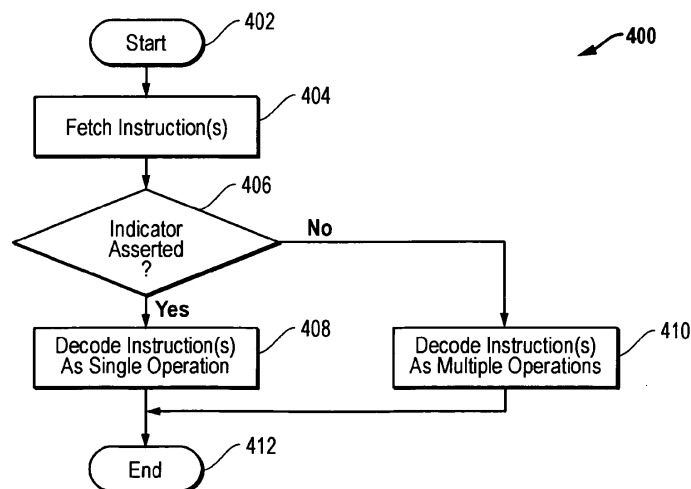 Start
402
400
Fetch Instruction(s)
404
406
Indicator
Asserted
?
No
Yes
Decode Instruction(s)
As Single Operation
408
Decode Instruction(s)
As Multiple Operations
410
End
412